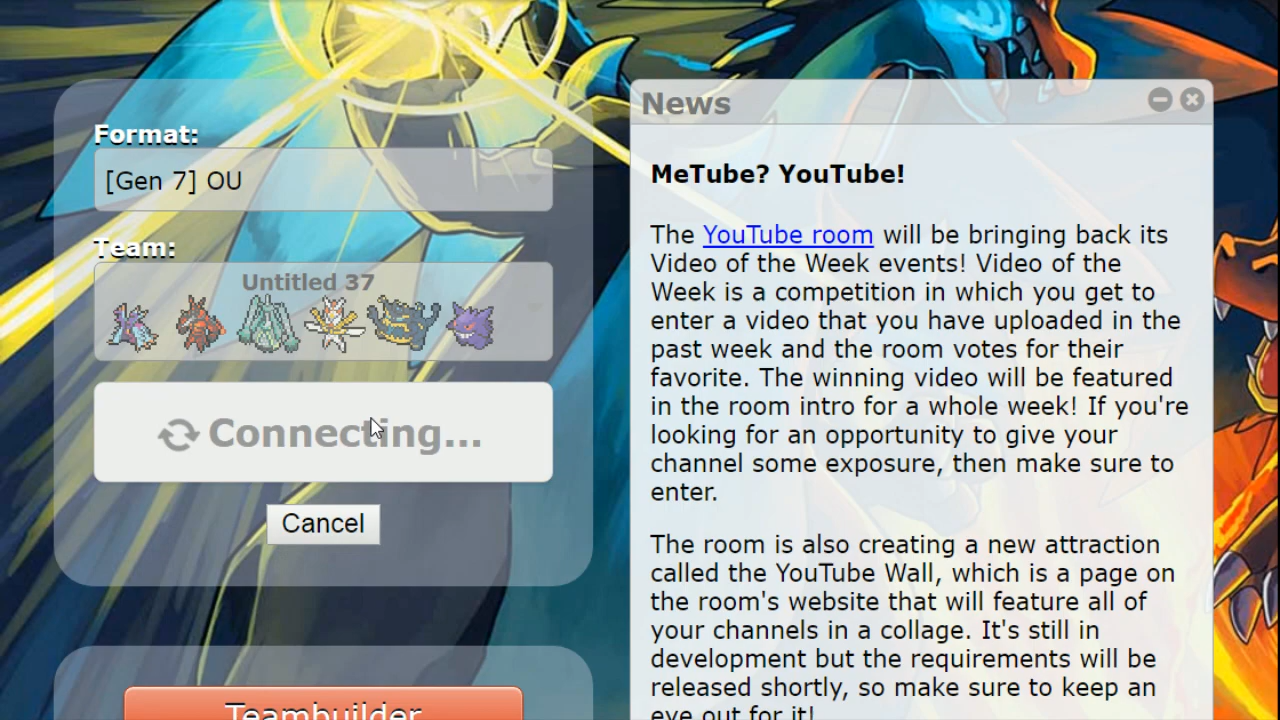 Format:
[Gen 7] OU
Team:
Untitled 37
Connecting...
Cancel
Teambuilder
News
MeTube? YouTube!
The YouTube room will be bringing back its
Video of the Week events! Video of the
Week is a competition in which you get to
enter a video that you have uploaded in the
past week and the room votes for their
favorite. The winning video will be featured
in the room intro for a whole week! If you're
looking for an opportunity to give your
channel some exposure, then make sure to
enter.
The room is also creating a new attraction
called the YouTube Wall, which is a page on
the room's website that will feature all of
your channels in a collage. It's still in
development but the requirements will be
released shortly, so make sure to keep an
eye out for it!